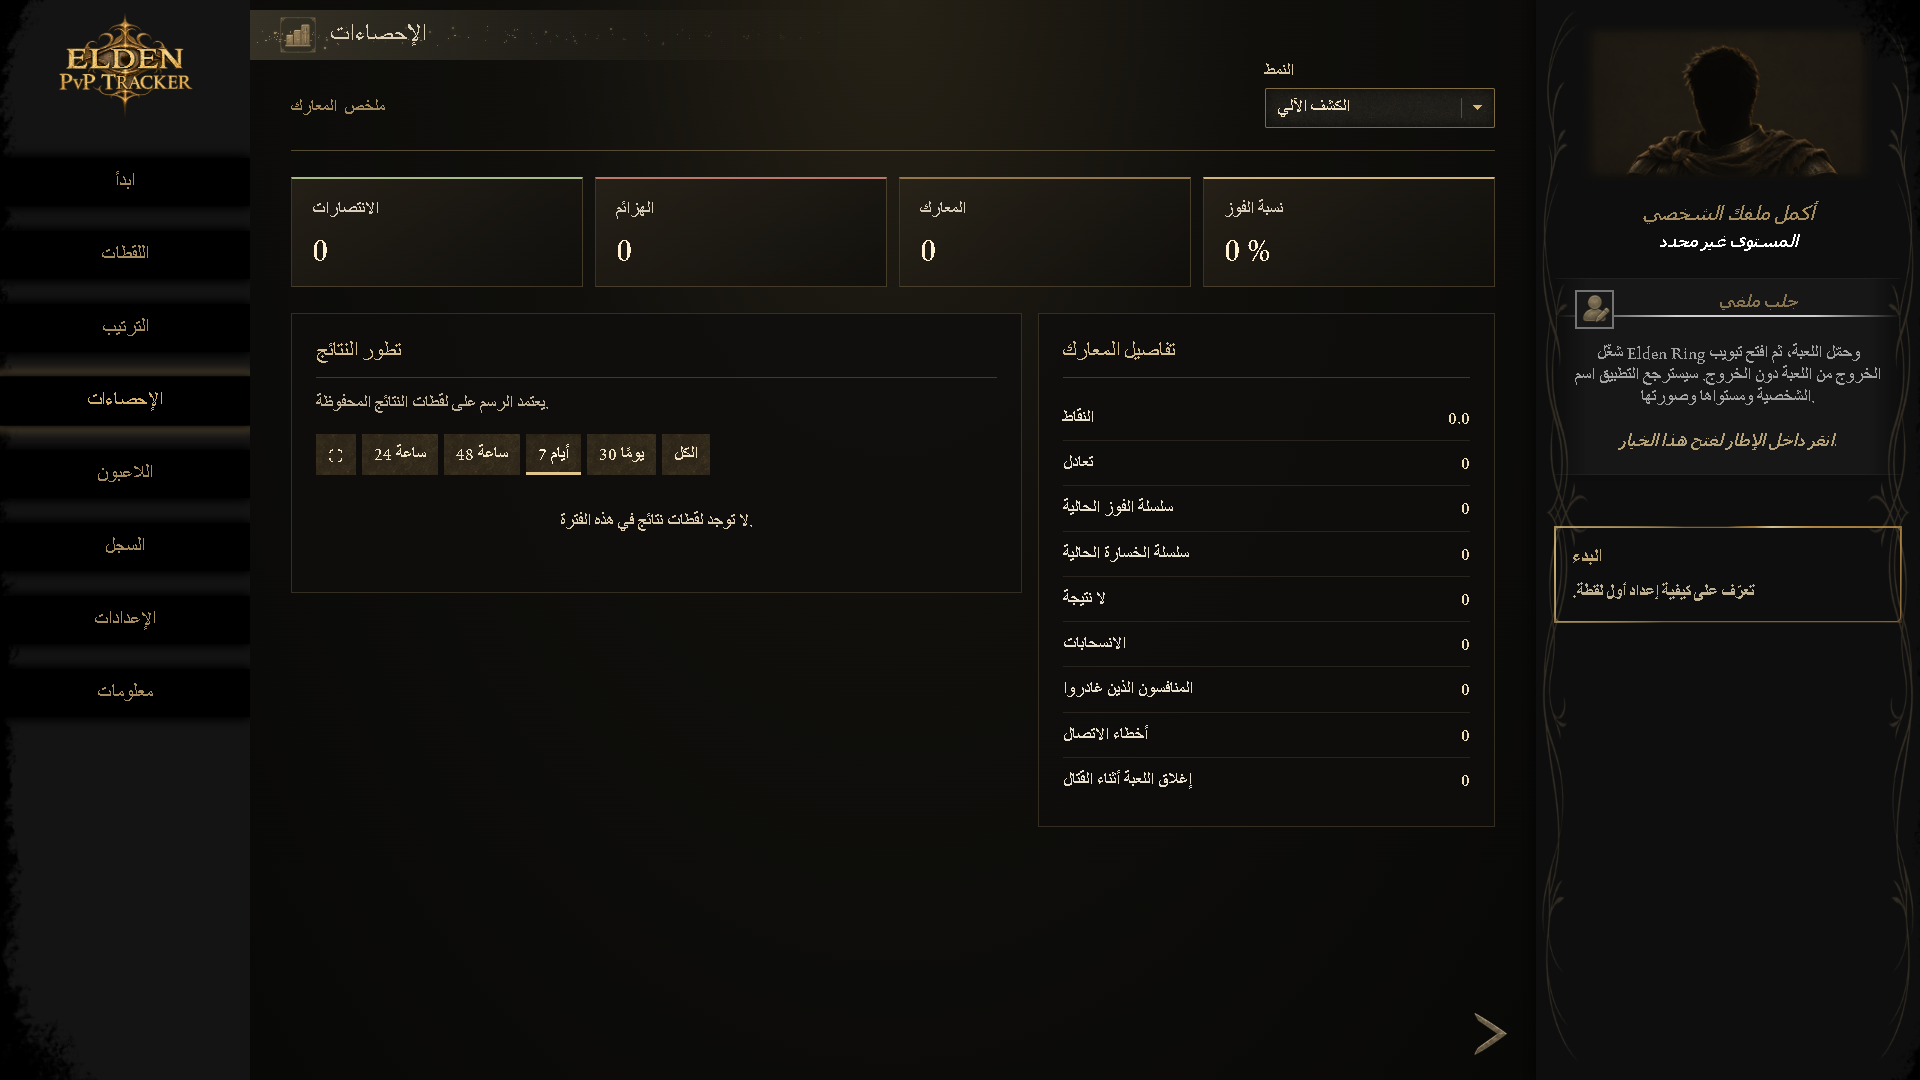 ELDEN
PvP TRACKER
ابدأ
اللقطات
الترتيب
الإحصاءات
اللاعبون
السجل
الإعدادات
معلومات
الإحصاءات
ملخص المعارك
النمط
الكشف الآلي
الانتصارات
0
الهزائم
0
المعارك
0
نسبة الفوز
0 %
تطور النتائج
يعتمد الرسم على لقطات النتائج المحفوظة.
24 ساعة
48 ساعة
7 أيام
30 يومًا
الكل
لا توجد لقطات نتائج في هذه الفترة.
تفاصيل المعارك
النقاط 0.0
تعادل 0
سلسلة الفوز الحالية 0
سلسلة الخسارة الحالية 0
لا نتيجة 0
الانسحابات 0
المنافسون الذين غادروا 0
أخطاء الاتصال 0
إغلاق اللعبة أثناء القتال 0
أكمل ملفك الشخصي
المستوى غير محدد
جلب ملفي
شغّل Elden Ring وحمّل اللعبة، ثم افتح تبويب
الخروج من اللعبة دون الخروج. سيسترجع التطبيق اسم
الشخصية ومستواها وصورتها.
انقر داخل الإطار لفتح هذا الخيار.
البدء
تعرّف على كيفية إعداد أول لقطة.